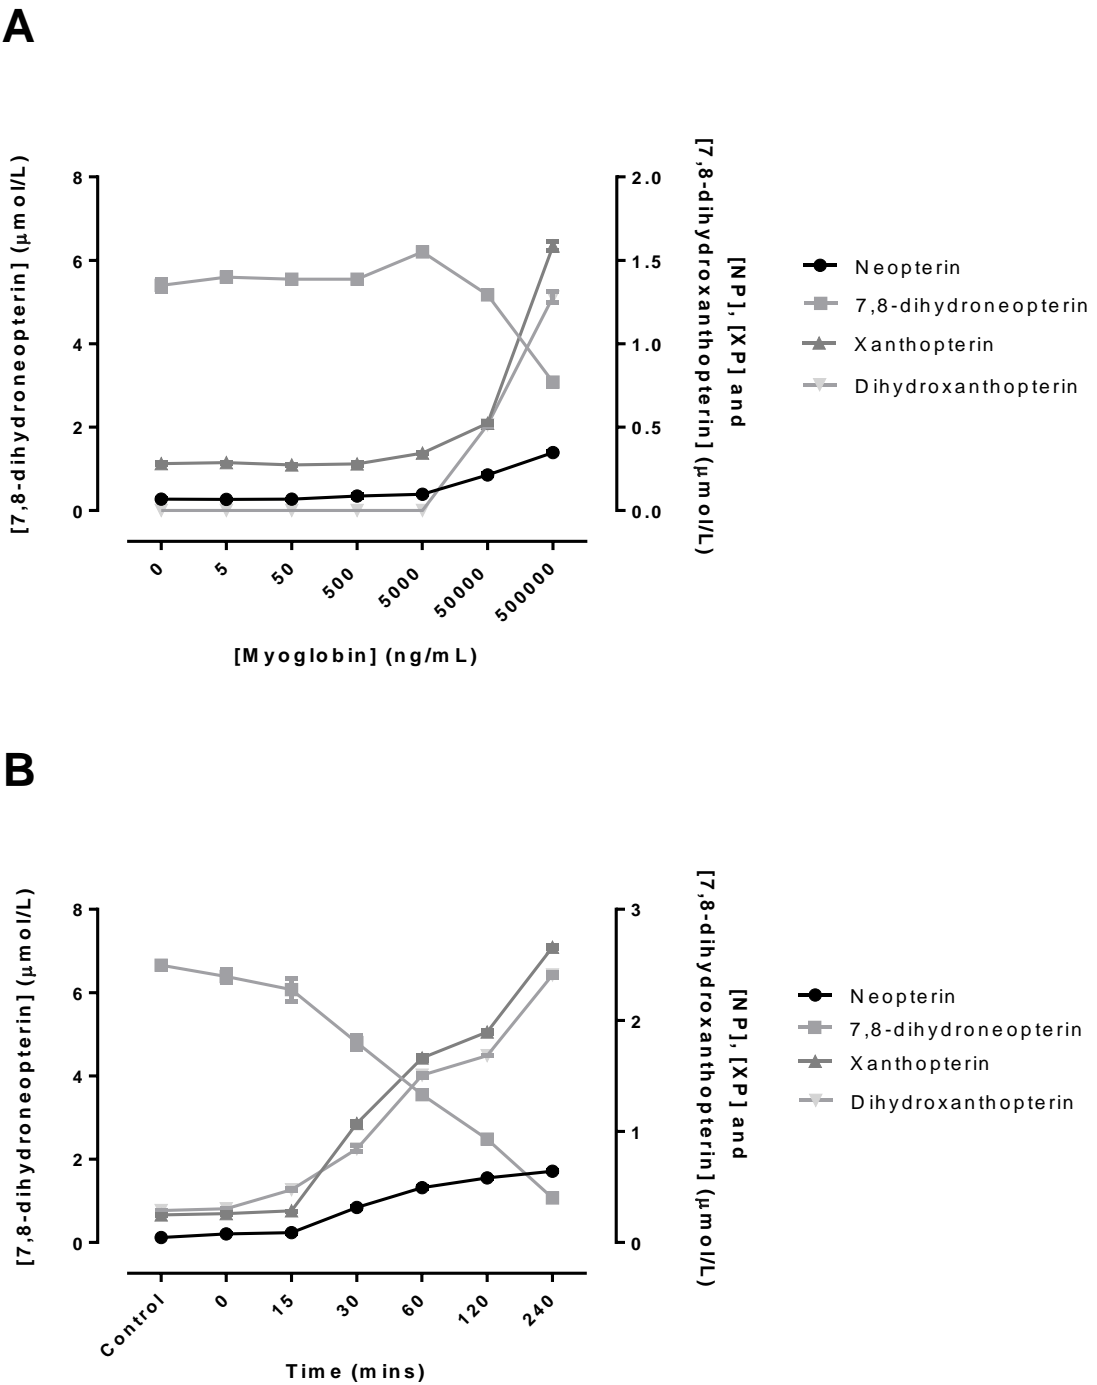 A
[7,8-dihydroneopterin] (μmol/L)
8
6
4
2
0
2.0
1.5
1.0
0.5
0.0
[NP], [XP] and
[7,8-dihydroxanthopterin] (μmol/L)
Neopterin
7,8-dihydroneopterin
Xanthopterin
Dihydroxanthopterin
0
5
50
500
5000
50000
500000
[Myoglobin] (ng/mL)
B
[7,8-dihydroneopterin] (μmol/L)
8
6
4
2
0
3
2
1
0
[NP], [XP] and
[7,8-dihydroxanthopterin] (μmol/L)
Neopterin
7,8-dihydroneopterin
Xanthopterin
Dihydroxanthopterin
Control
0
15
30
60
120
240
Time (mins)